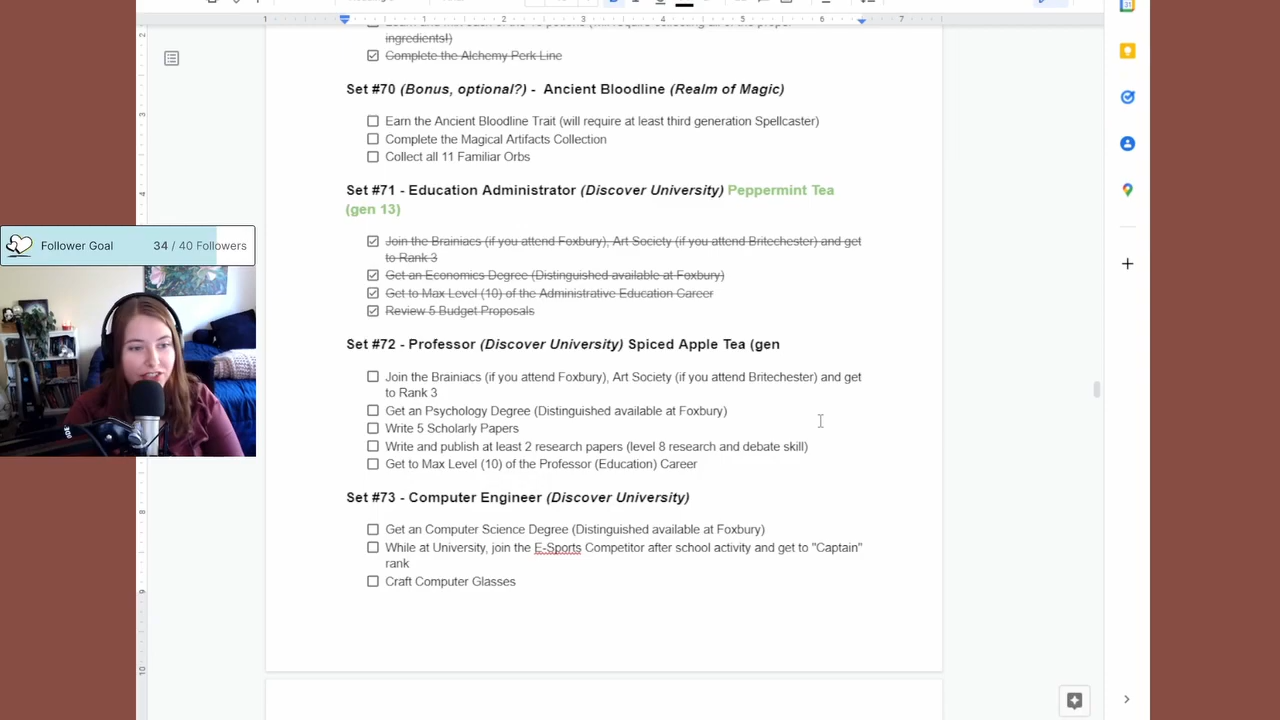 1 1 2 3 4 5 6 7
ingredients!)
Complete the Alchemy Perk Line
Set #70 (Bonus, optional?) - Ancient Bloodline (Realm of Magic)
Earn the Ancient Bloodline Trait (will require at least third generation Spellcaster)
Complete the Magical Artifacts Collection
Collect all 11 Familiar Orbs
Set #71 - Education Administrator (Discover University) Peppermint Tea
(gen 13)
Join the Brainiacs (if you attend Foxbury), Art Society (if you attend Britechester) and get
to Rank 3
Get an Economics Degree (Distinguished available at Foxbury)
Get to Max Level (10) of the Administrative Education Career
Review 5 Budget Proposals
Set #72 - Professor (Discover University) Spiced Apple Tea (gen
Join the Brainiacs (if you attend Foxbury), Art Society (if you attend Britechester) and get
to Rank 3
Get an Psychology Degree (Distinguished available at Foxbury)
Write 5 Scholarly Papers
Write and publish at least 2 research papers (level 8 research and debate skill)
Get to Max Level (10) of the Professor (Education) Career
Set #73 - Computer Engineer (Discover University)
Get an Computer Science Degree (Distinguished available at Foxbury)
While at University, join the E-Sports Competitor after school activity and get to "Captain"
rank
Craft Computer Glasses
Follower Goal 34 / 40 Followers